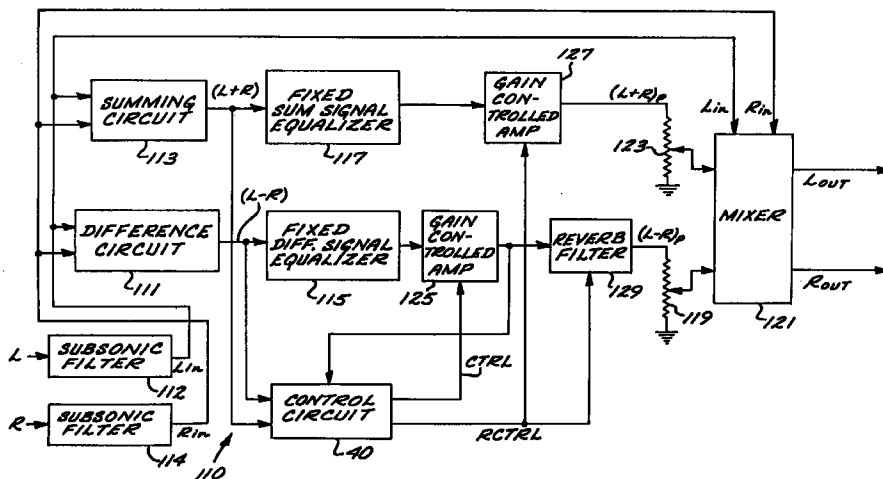 SUMMING
CIRCUIT
113
(L+R)
FIXED
SUM SIGNAL
EQUALIZER
117
GAIN
CON-
TROLLED
AMP
127
(L+R)p
123
Lin
Rin
MIXER
121
LOUT
ROUT
DIFFERENCE
CIRCUIT
111
(L-R)
FIXED
DIFF. SIGNAL
EQUALIZER
115
GAIN
CON-
TROLLED
AMP
125
REVERB
FILTER
129
(L-R)p
119
L
SUBSONIC
FILTER
112
Lin
R
SUBSONIC
FILTER
114
Rin
110
CONTROL
CIRCUIT
40
CTRL
RCTRL